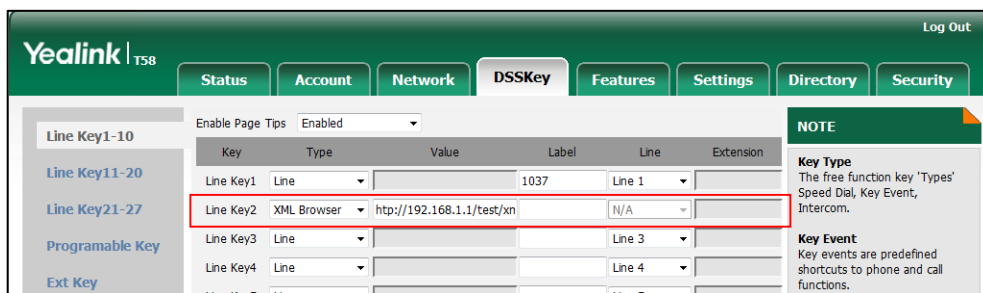 Log Out
Yealink T58
Status Account Network DSSKey Features Settings Directory Security
Line Key1-10
Line Key11-20
Line Key21-27
Programable Key
Ext Key
Enable Page Tips Enabled
Key Type Value Label Line Extension
Line Key1 Line 1037 Line 1
Line Key2 XML Browser htp://192.168.1.1/test/xn N/A
Line Key3 Line Line 3
Line Key4 Line Line 4
NOTE
Key Type
The free function key 'Types'
Speed Dial, Key Event,
Intercom.
Key Event
Key events are predefined
shortcuts to phone and call
functions.